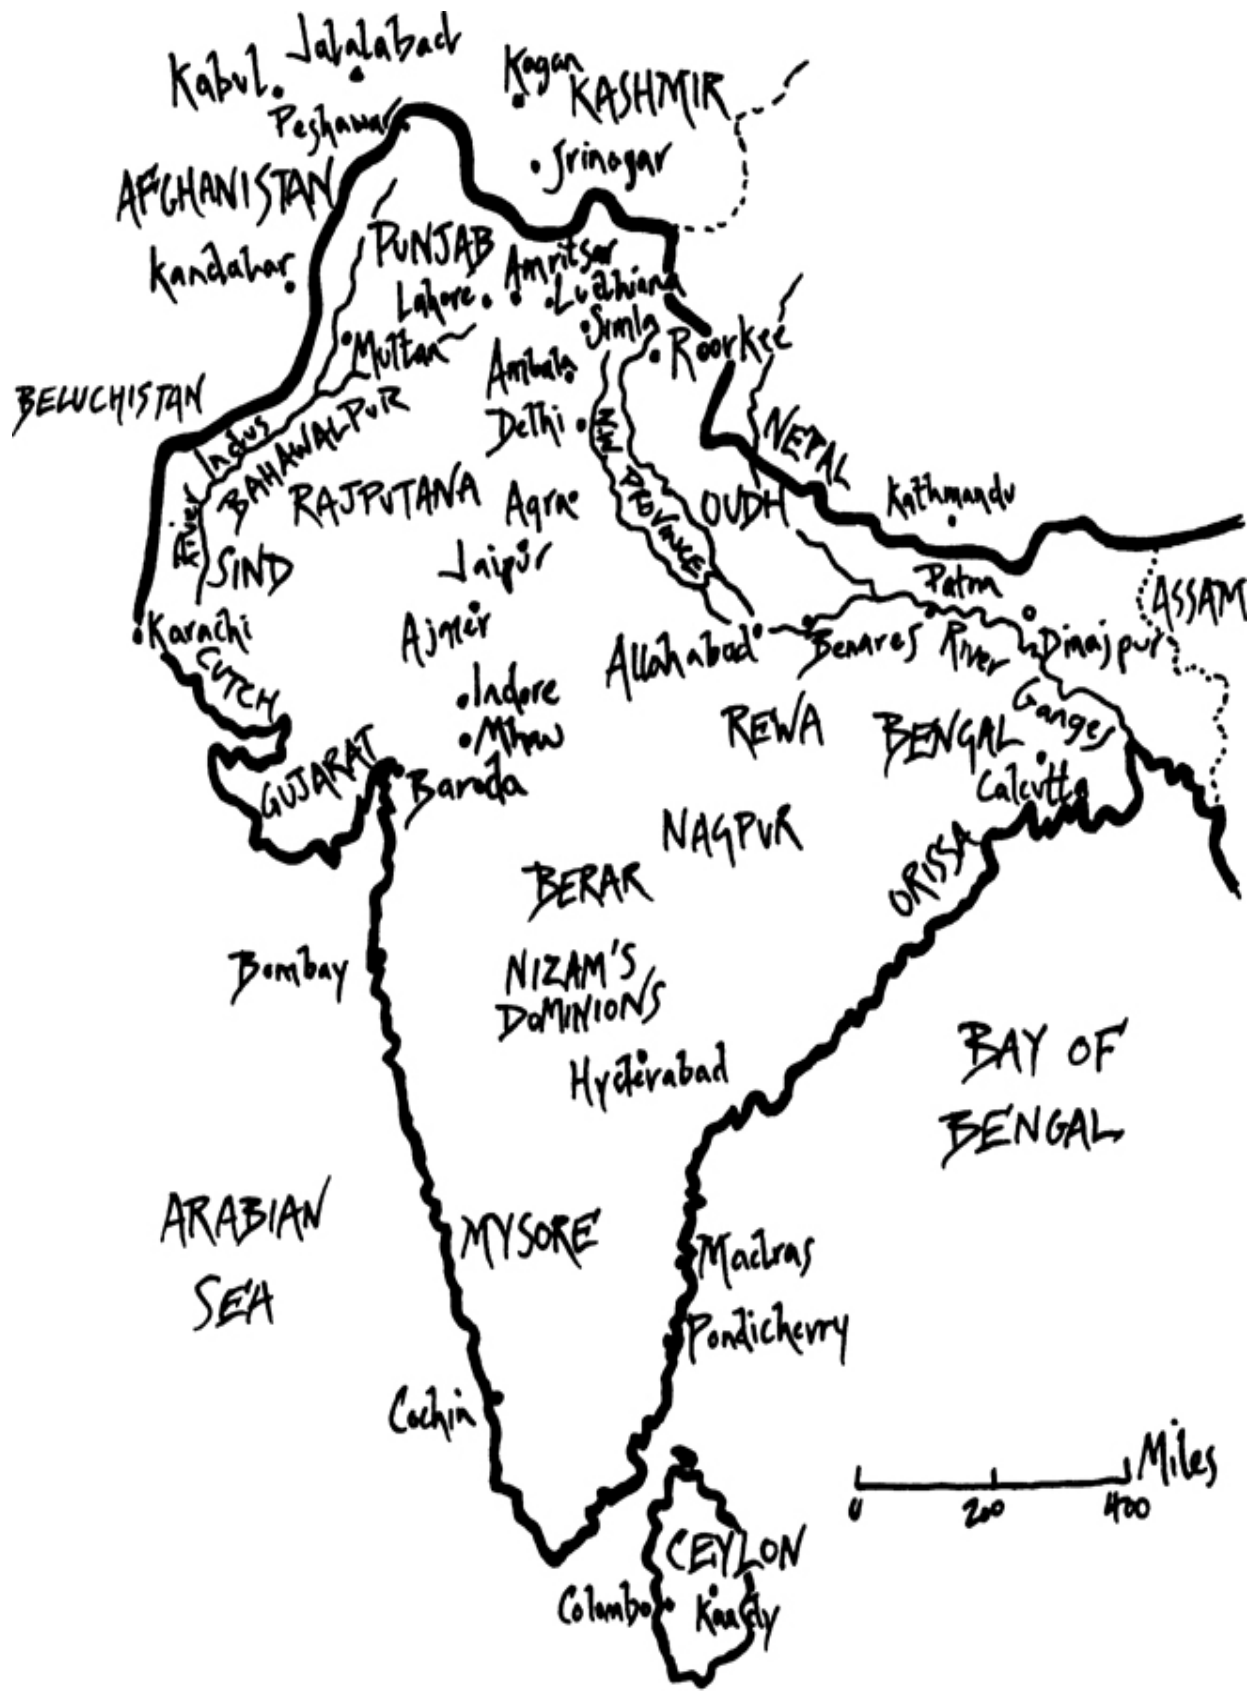 Jalalabad
Kabul
Kagan
KASHMIR
Peshawar
Srinagar
AFGHANISTAN
PUNJAB
Kandahar
Amritsar
Lahore
Ludhiana
Simla
Roorkee
Multan
Ambala
BELUCHISTAN
BAHAWALPUR
Delhi
NEPAL
River Indus
RAJPUTANA
Agra
NW PROVINCE
OUDH
Kathmandu
SIND
Jaipur
Patna
ASSAM
Karachi
Ajmer
Allahabad
Benares
River Ganges
Dinajpur
CUTCH
Indore
Mhow
REWA
BENGAL
GUJARAT
Baroda
Calcutta
NAGPUR
BERAR
ORISSA
Bombay
NIZAM'S
DOMINIONS
Hyderabad
BAY OF
BENGAL
ARABIAN
SEA
MYSORE
Madras
Pondicherry
Cochin
Miles
0 200 400
CEYLON
Colombo
Kandy